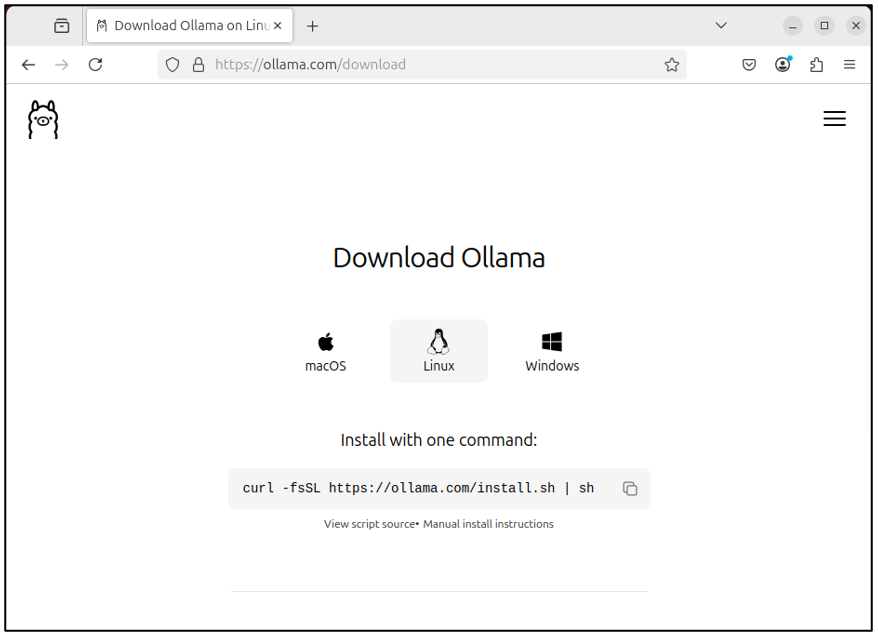 Download Ollama on Linu
https://ollama.com/download
Download Ollama
macOS
Linux
Windows
Install with one command:
curl -fsSL https://ollama.com/install.sh | sh
View script source• Manual install instructions